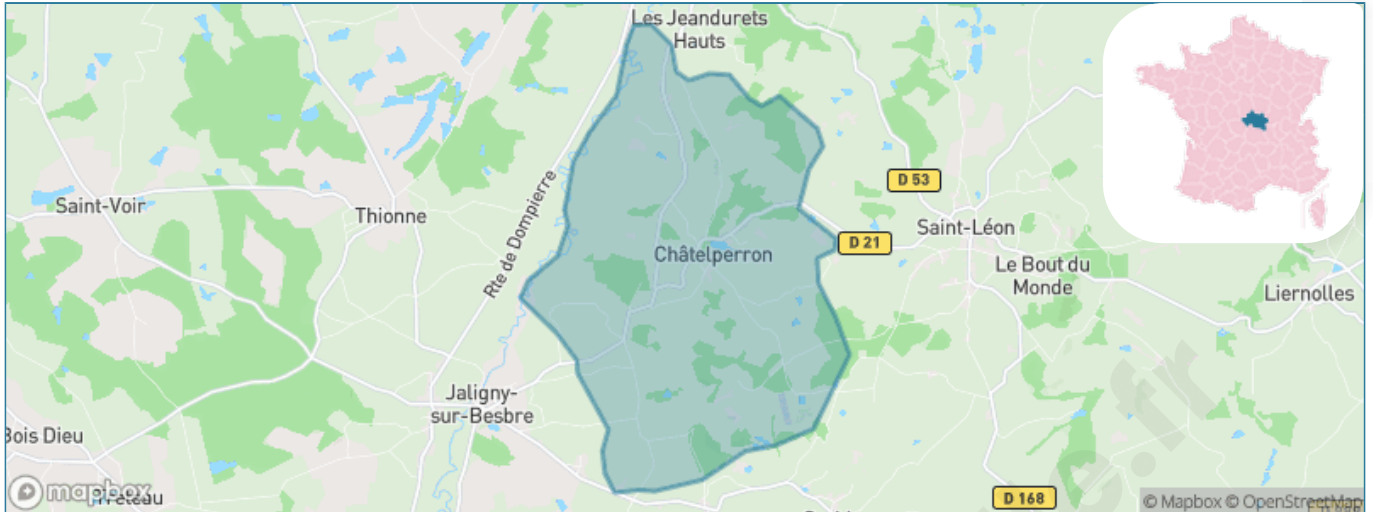 Les Jeandurets
Hauts
D 53
Saint-Voir
Thionne
Rte de Dompierre
Saint-Léon
D 21
Châtelperron
Le Bout du
Monde
Liernolles
Jaligny-
sur-Besbre
Bois Dieu
mapbox
D 168
© Mapbox © OpenStreetMap